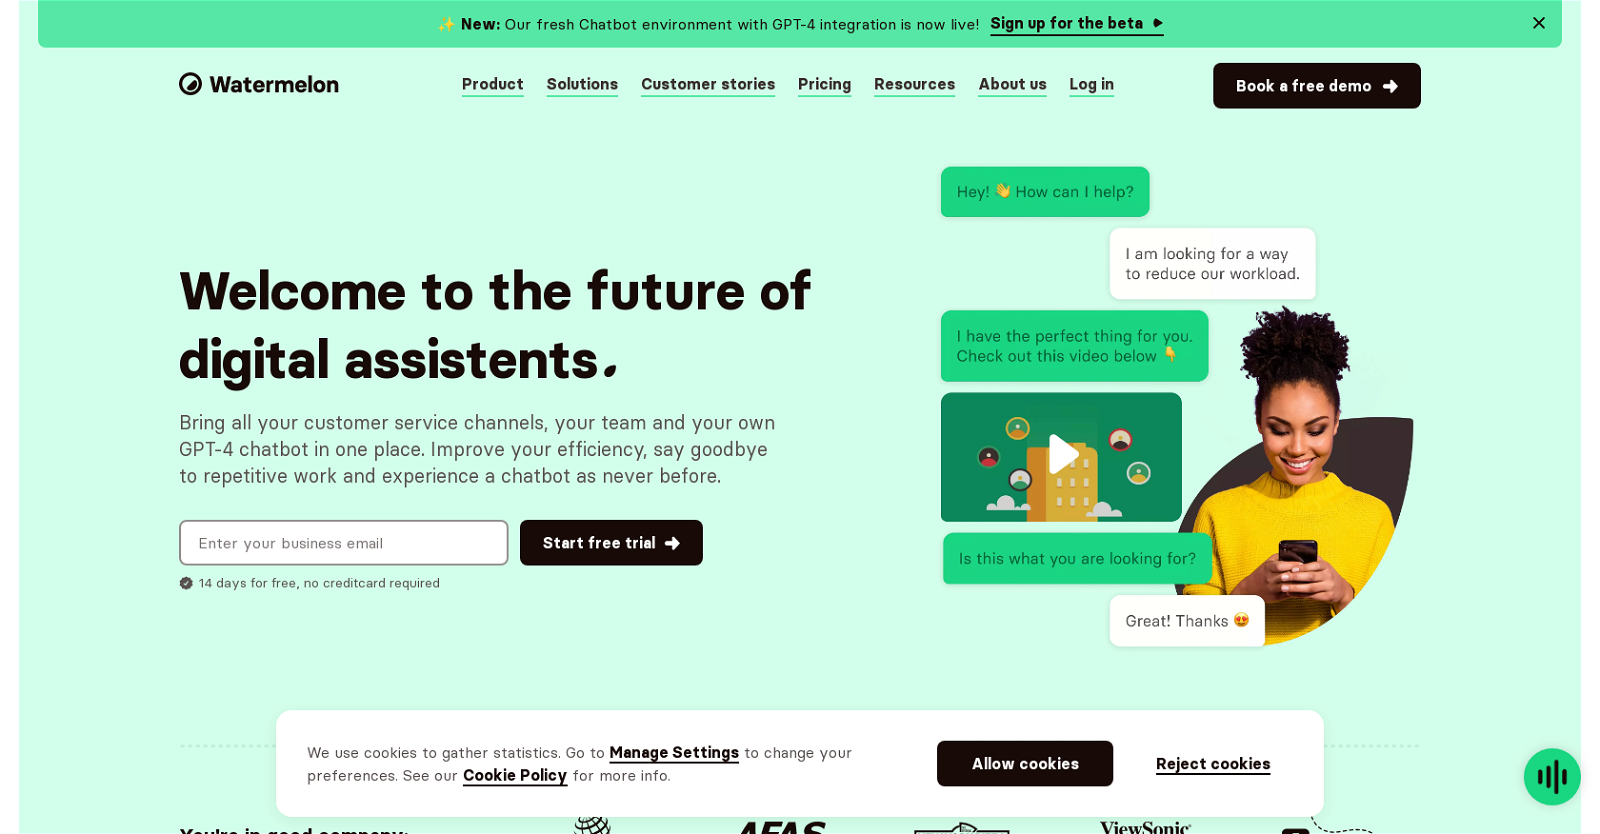 ✨ New: Our fresh Chatbot environment with GPT-4 integration is now live! Sign up for the beta
Watermelon
Product Solutions Customer stories Pricing Resources About us Log in
Book a free demo
Hey! 👋 How can I help?
I am looking for a way
to reduce our workload.
I have the perfect thing for you.
Check out this video below 👇
Is this what you are looking for?
Great! Thanks 😍
Welcome to the future of
digital assistents.
Bring all your customer service channels, your team and your own
GPT-4 chatbot in one place. Improve your efficiency, say goodbye
to repetitive work and experience a chatbot as never before.
Enter your business email
Start free trial
14 days for free, no creditcard required
We use cookies to gather statistics. Go to Manage Settings to change your
preferences. See our Cookie Policy for more info.
Allow cookies
Reject cookies
You're in good company:
AFAS
ViewSonic